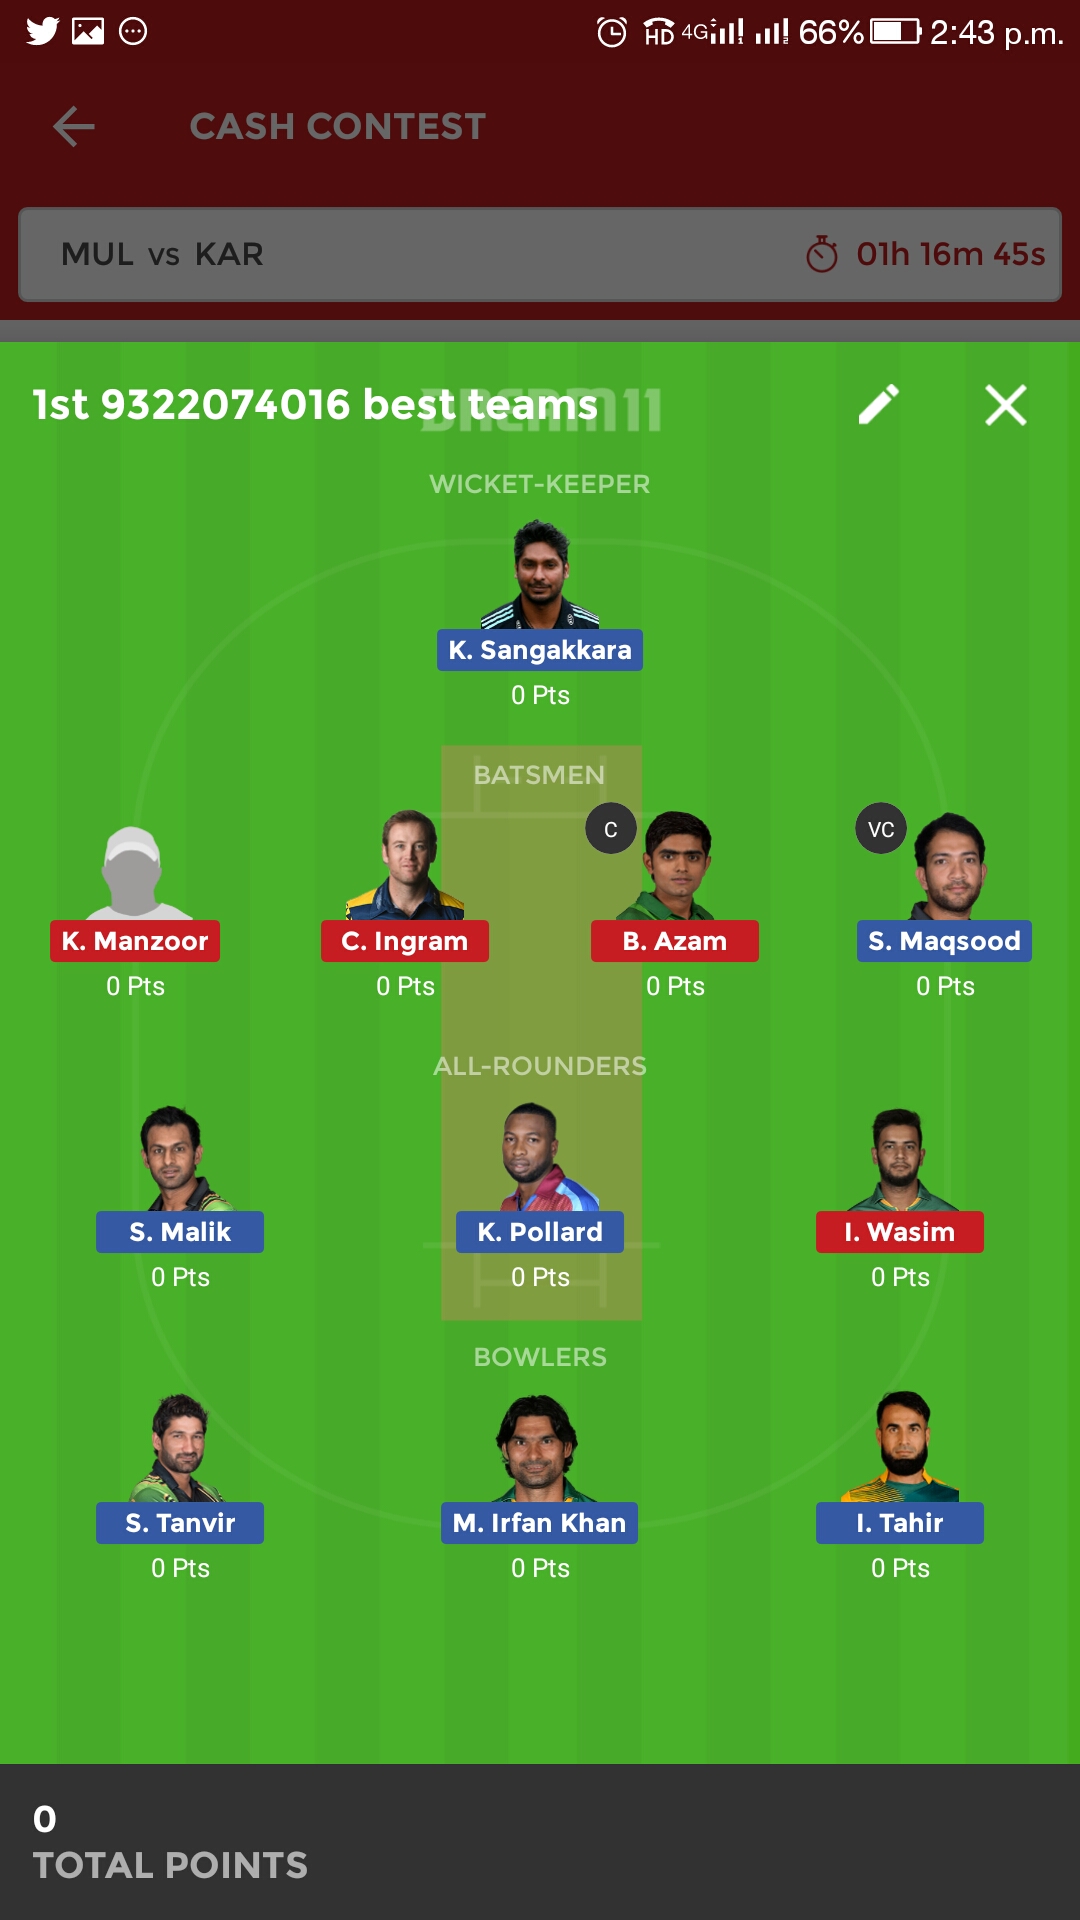 HD 4G 1 2 66% 2:43 p.m.
CASH CONTEST
MUL vs KAR 01h 16m 45s
DREAM11
1st 9322074016 best teams
WICKET-KEEPER
K. Sangakkara
0 Pts
BATSMEN
C VC
K. Manzoor C. Ingram B. Azam S. Maqsood
0 Pts 0 Pts 0 Pts 0 Pts
ALL-ROUNDERS
S. Malik K. Pollard I. Wasim
0 Pts 0 Pts 0 Pts
BOWLERS
S. Tanvir M. Irfan Khan I. Tahir
0 Pts 0 Pts 0 Pts
0
TOTAL POINTS